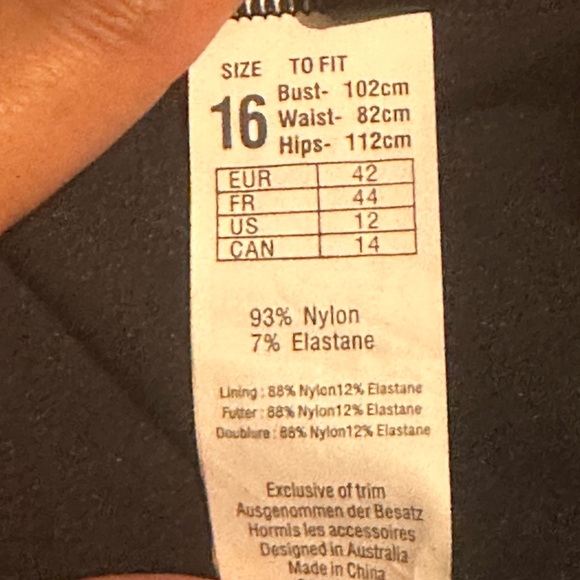 SIZE TO FIT
16
Bust- 102cm
Waist- 82cm
Hips- 112cm
EUR 42
FR 44
US 12
CAN 14
93% Nylon
7% Elastane
Lining : 88% Nylon12% Elastane
Futter : 88% Nylon12% Elastane
Doublure : 88% Nylon12% Elastane
Exclusive of trim
Ausgenommen der Besatz
Hormis les accessoires
Designed in Australia
Made in China